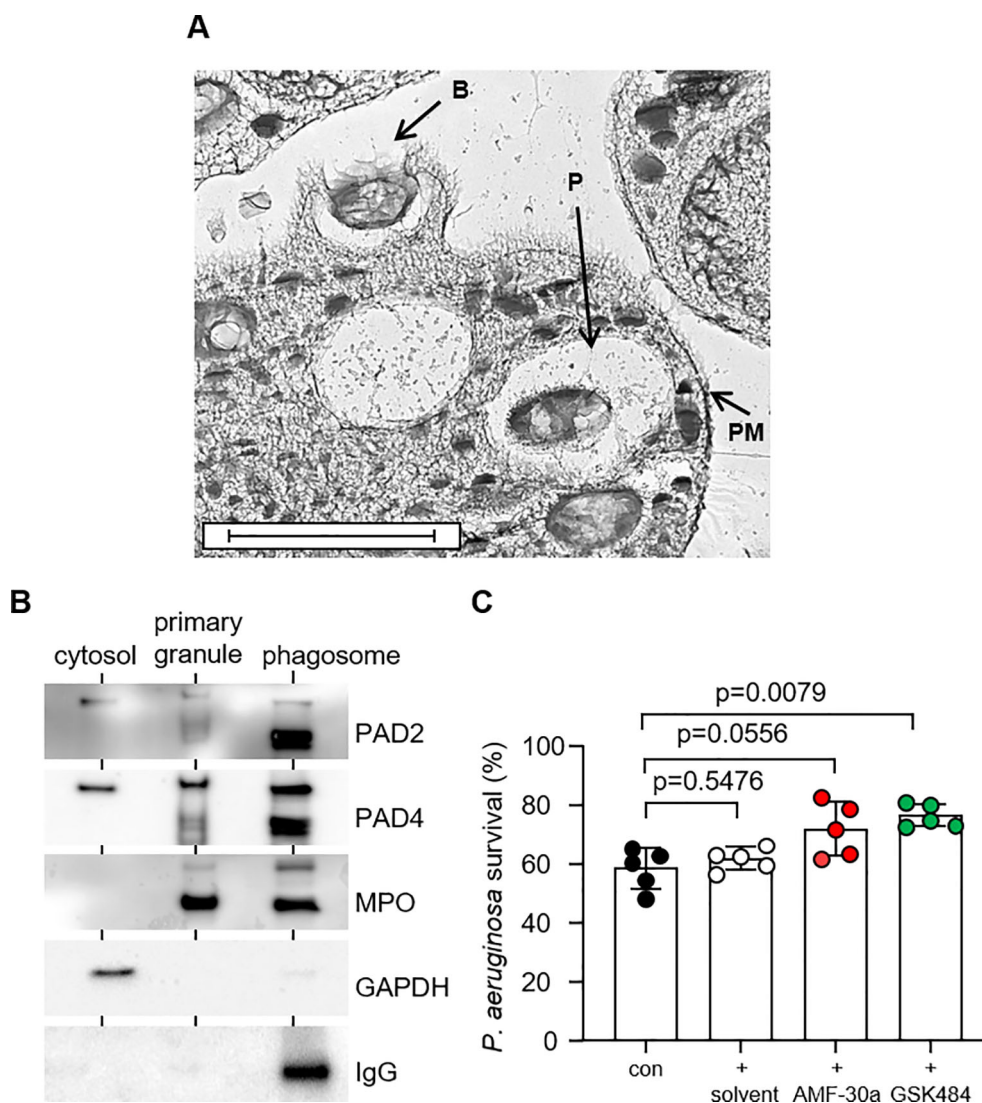 A
B
P
PM
B
cytosol
primary
granule
phagosome
PAD2
PAD4
MPO
GAPDH
IgG
C
p=0.0079
p=0.0556
p=0.5476
P. aeruginosa survival (%)
100
80
60
40
20
0
con
+
solvent
+
AMF-30a
+
GSK484